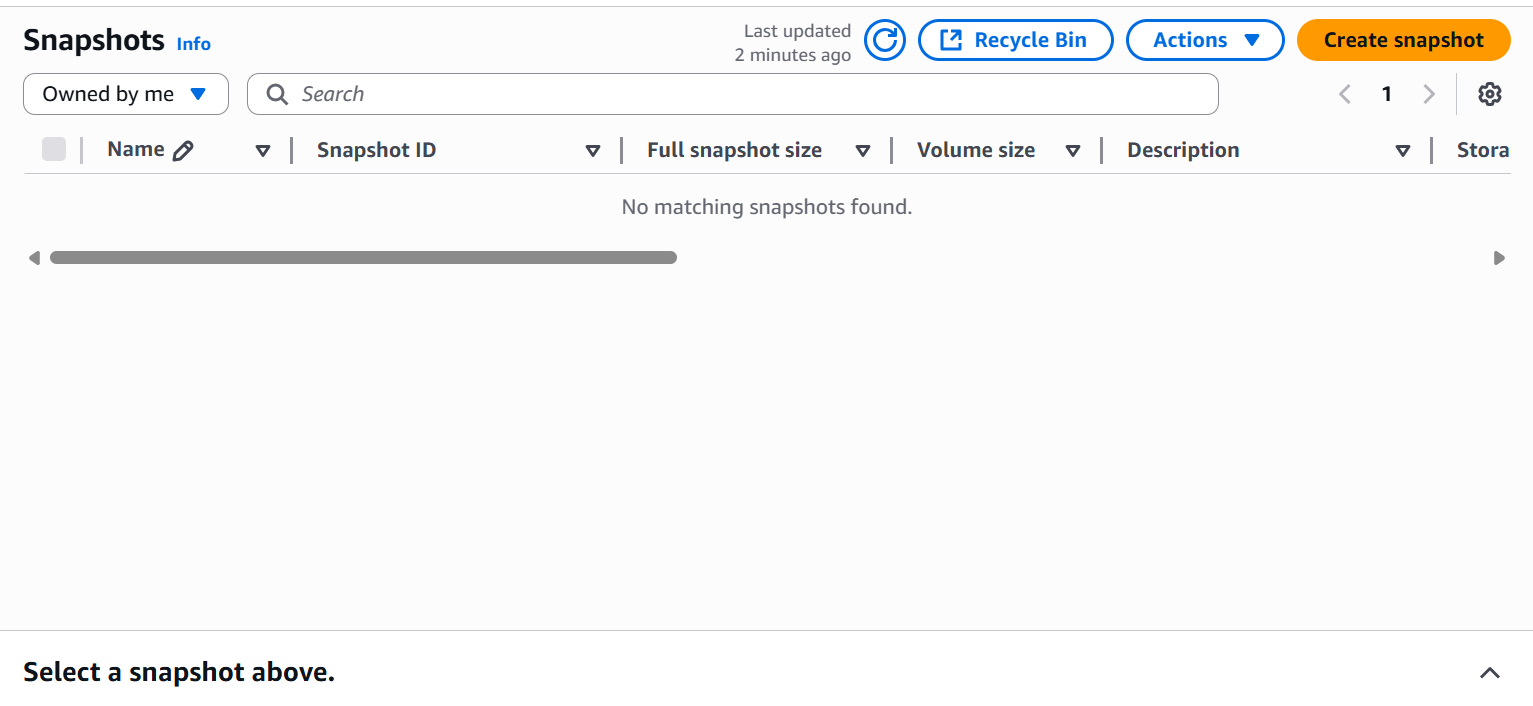 Snapshots Info
Last updated
2 minutes ago
Recycle Bin
Actions
Create snapshot
Owned by me
Search
1
Name
Snapshot ID
Full snapshot size
Volume size
Description
Stora
No matching snapshots found.
Select a snapshot above.